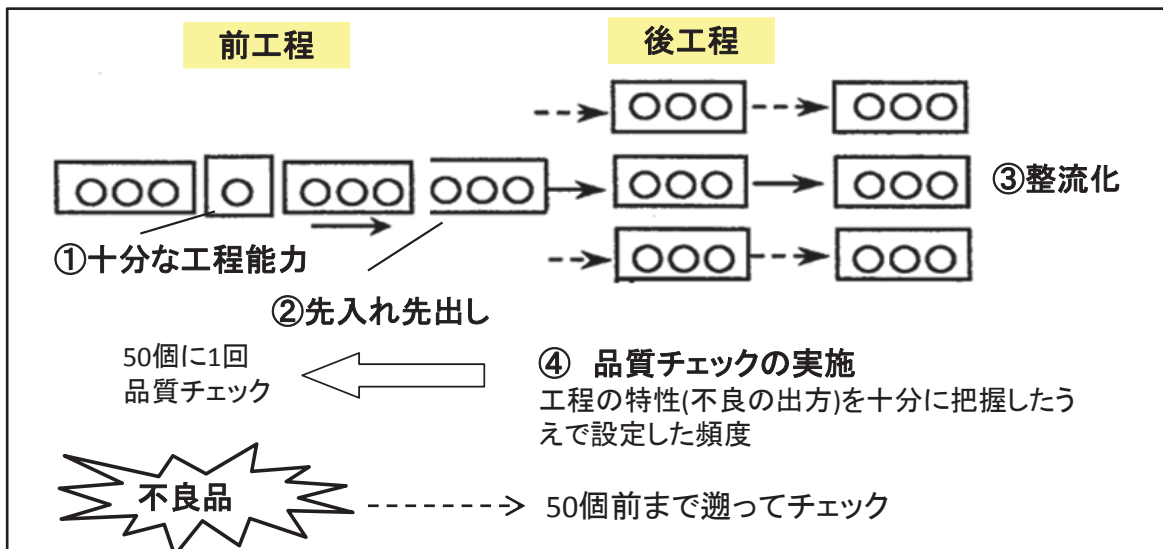 前工程
後工程
③整流化
①十分な工程能力
②先入れ先出し
50個に1回
品質チェック
④ 品質チェックの実施
工程の特性(不良の出方)を十分に把握したう
えで設定した頻度
不良品
50個前まで遡ってチェック